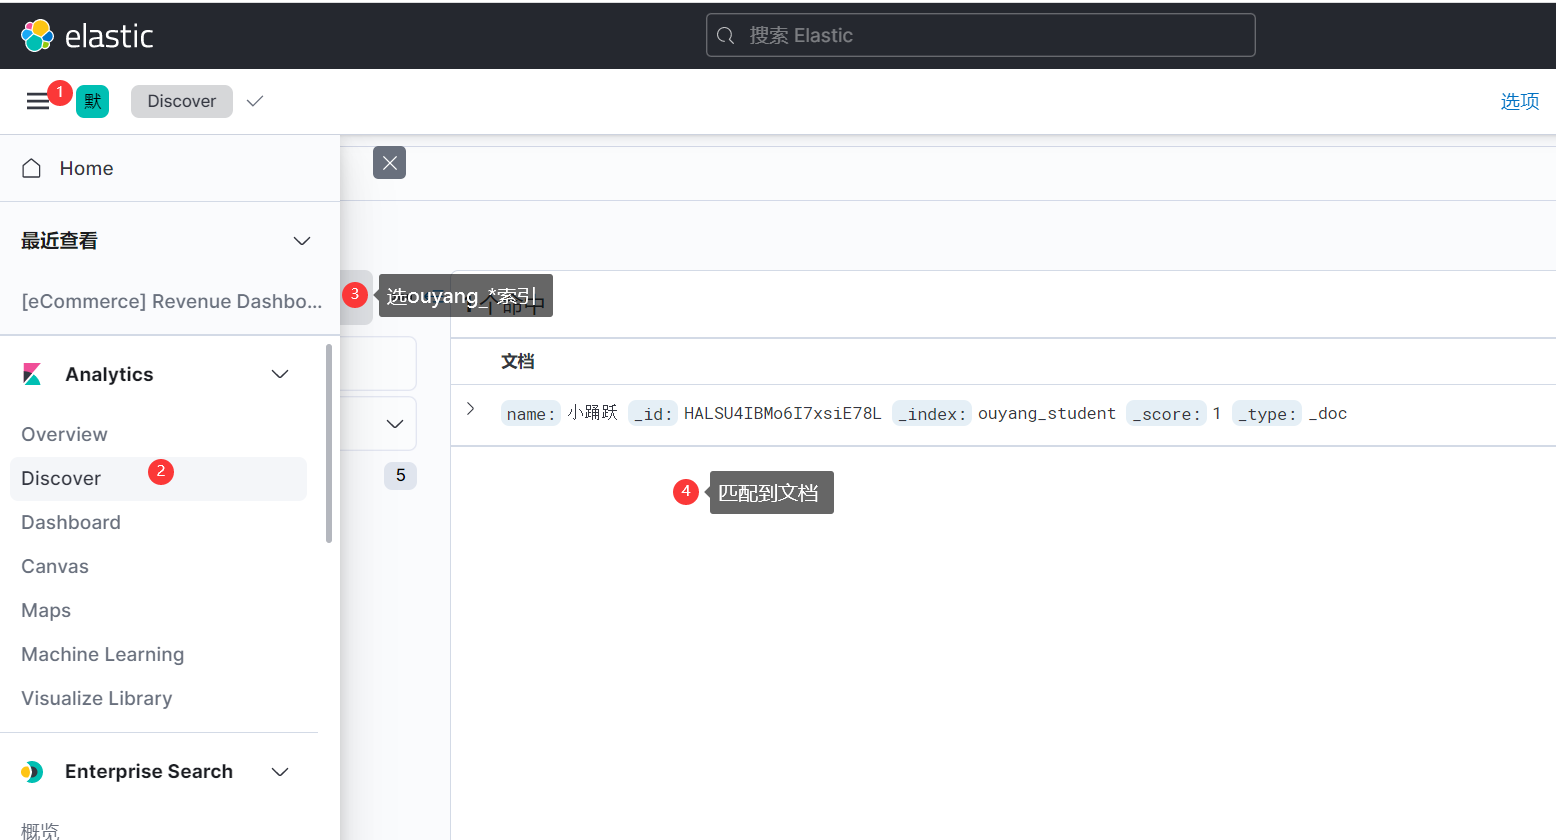 elastic
搜索 Elastic
1
默
Discover
选项
Home
最近查看
[eCommerce] Revenue Dashbo...
3
选ouyang_*索引
个命中
Analytics
文档
name: 小踊跃 _id: HALSU4IBMo6I7xsiE78L _index: ouyang_student _score: 1 _type: _doc
Overview
Discover
2
5
4
匹配到文档
Dashboard
Canvas
Maps
Machine Learning
Visualize Library
Enterprise Search
概览